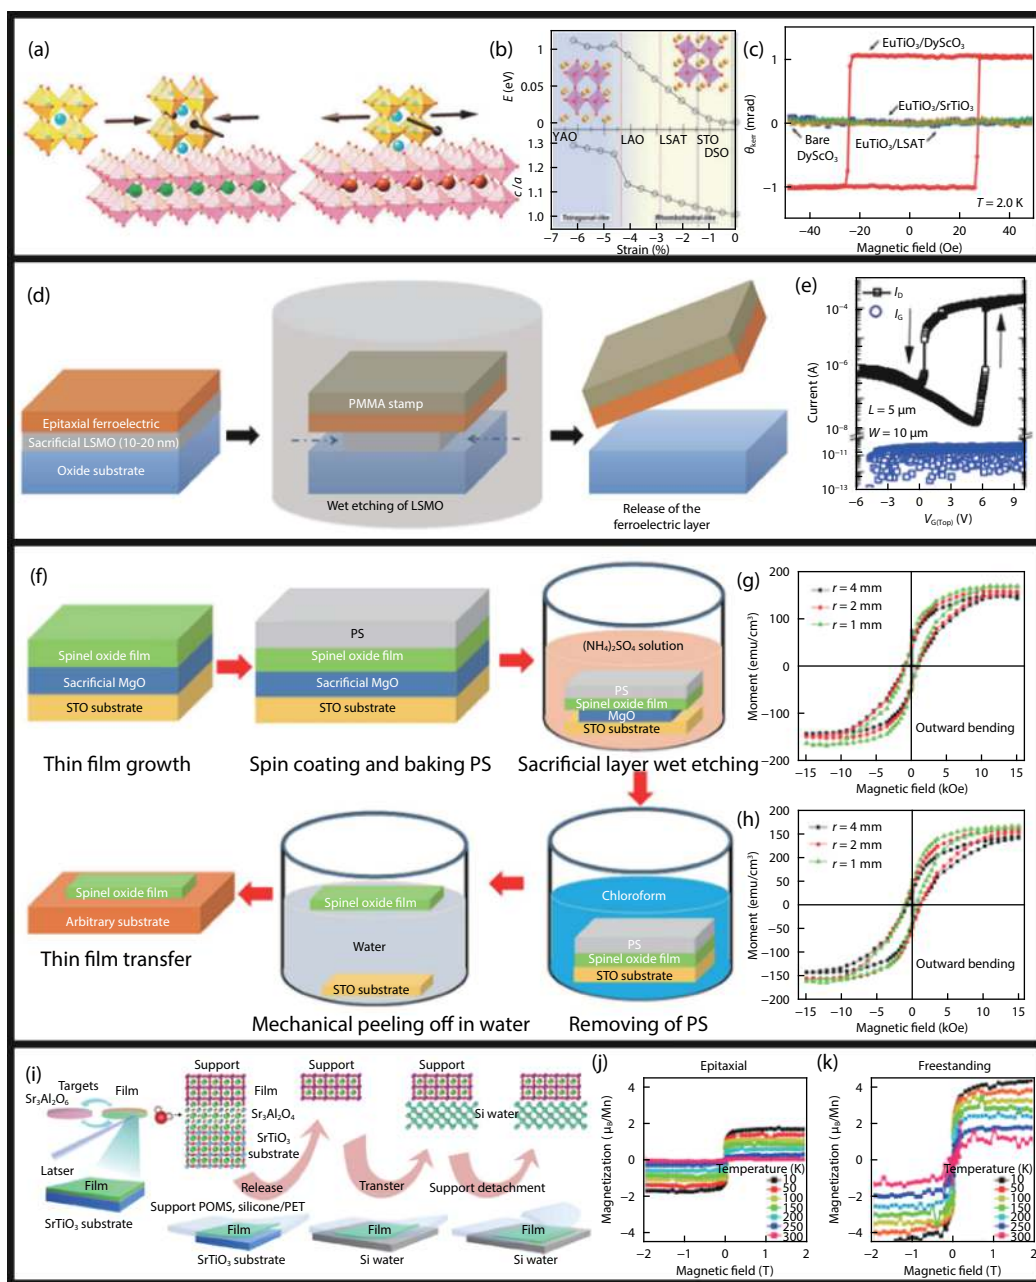 (a)
(b)
E (eV)
1
0.05
0
YAO
LAO
LSAT
STO
DSO
c/a
1.3
1.2
1.1
1.0
Tetragonal-like
Rhombohedral-like
−7 −6 −5 −4 −3 −2 −1 0
Strain (%)
(c)
EuTiO₃/DyScO₃
EuTiO₃/SrTiO₃
Bare
DyScO₃
EuTiO₃/LSAT
T = 2.0 K
θkerr (mrad)
1
0
−1
−40 −20 0 20 40
Magnetic field (Oe)
(d)
Epitaxial ferroelectric
Sacrificial LSMO (10-20 nm)
Oxide substrate
PMMA stamp
Wet etching of LSMO
Release of the
ferroelectric layer
(e)
I_D
I_G
Current (A)
10⁻⁴
10⁻⁶
10⁻⁸
10⁻¹¹
10⁻¹³
L = 5 μm
W = 10 μm
−6 −3 0 3 6 9
V_G(Top) (V)
(f)
Spinel oxide film
Sacrificial MgO
STO substrate
Thin film growth
PS
Spinel oxide film
Sacrificial MgO
STO substrate
Spin coating and baking PS
(NH₄)₂SO₄ solution
PS
Spinel oxide film
MgO
STO substrate
Sacrificial layer wet etching
Chloroform
PS
Spinel oxide film
STO substrate
Removing of PS
Spinel oxide film
Water
STO substrate
Mechanical peeling off in water
Spinel oxide film
Arbitrary substrate
Thin film transfer
(g)
r = 4 mm
r = 2 mm
r = 1 mm
Outward bending
Moment (emu/cm³)
200
100
0
−100
−200
−15 −10 −5 0 5 10 15
Magnetic field (kOe)
(h)
r = 4 mm
r = 2 mm
r = 1 mm
Outward bending
Moment (emu/cm³)
200
150
100
50
0
−50
−100
−150
−200
−15 −10 −5 0 5 10 15
Magnetic field (kOe)
(i)
Targets
Sr₃Al₂O₆
Film
Latser
Film
SrTiO₃ substrate
Support
Film
Sr₃Al₂O₄
SrTiO₃
substrate
Support
Support
Si water
Release
Transter
Support detachment
Support POMS, silicone/PET
Film
SrTiO₃ substrate
Film
Si water
Film
Si water
(j)
Epitaxial
Magnetization (μB/Mn)
4
2
0
−2
−4
Temperature (K)
10
50
100
150
200
250
300
−2 −1 0 1 2
Magnetic field (T)
(k)
Freestanding
Magnetization (μB/Mn)
4
2
0
−2
−4
Temperature (K)
10
50
100
150
200
250
300
−2 −1 0 1 2
Magnetic field (T)